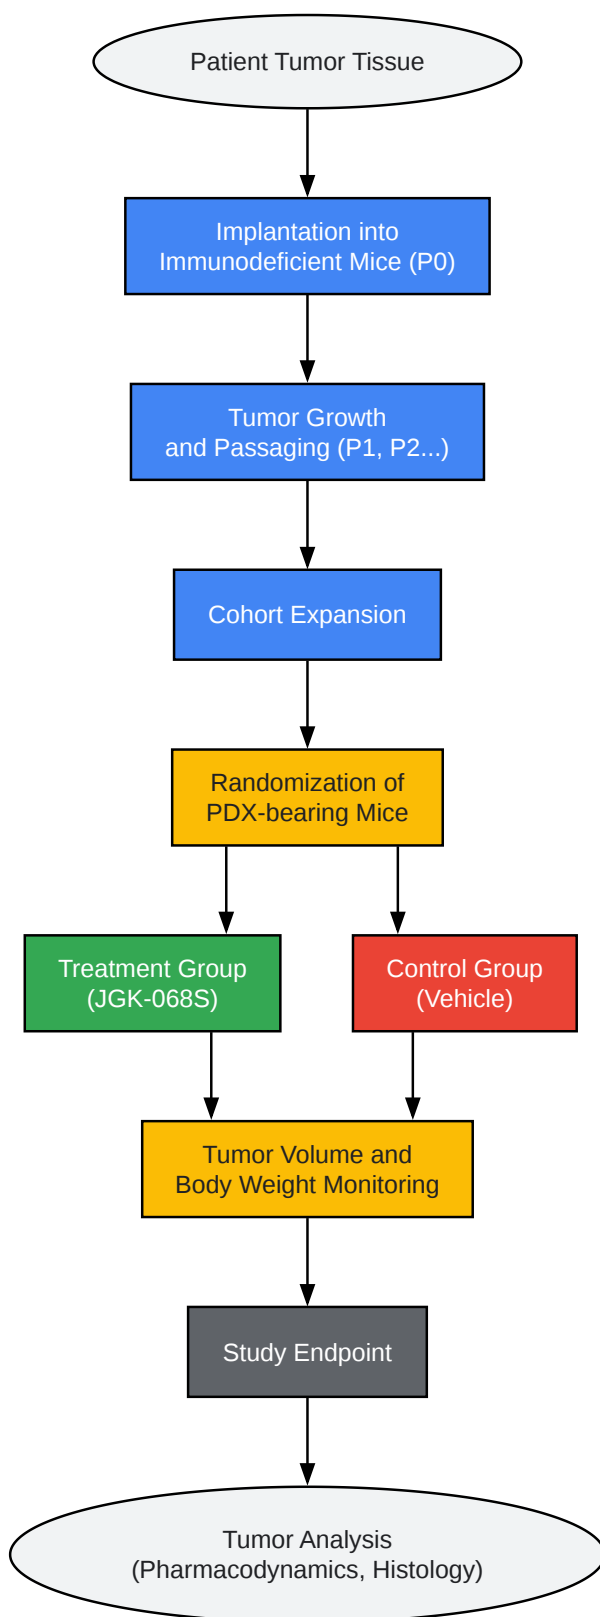 Patient Tumor Tissue
Implantation into
Immunodeficient Mice (P0)
Tumor Growth
and Passaging (P1, P2...)
Cohort Expansion
Randomization of
PDX-bearing Mice
Treatment Group
(JGK-068S)
Control Group
(Vehicle)
Tumor Volume and
Body Weight Monitoring
Study Endpoint
Tumor Analysis
(Pharmacodynamics, Histology)